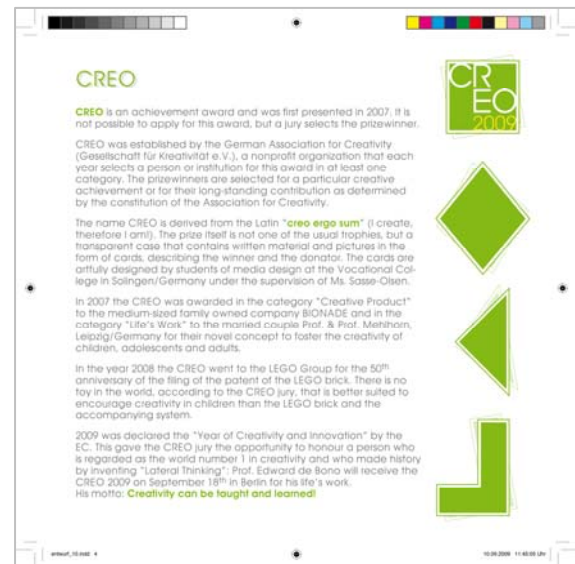 CREO
CR
EO
2009
CREO is an achievement award and was first presented in 2007. It is
not possible to apply for this award, but a jury selects the prizewinner.
CREO was established by the German Association for Creativity
(Gesellschaft für Kreativität e.V.), a nonprofit organization that each
year selects a person or institution for this award in at least one
category. The prizewinners are selected for a particular creative
achievement or for their long-standing contribution as determined
by the constitution of the Association for Creativity.
The name CREO is derived from the Latin "creo ergo sum" (I create,
therefore I am!). The prize itself is not one of the usual trophies, but a
transparent case that contains written material and pictures in the
form of cards, describing the winner and the donator. The cards are
artfully designed by students of media design at the Vocational Col-
lege in Solingen/Germany under the supervision of Ms. Sasse-Olsen.
In 2007 the CREO was awarded in the category "Creative Product"
to the medium-sized family owned company BIONADE and in the
category "Life's Work" to the married couple Prof. & Prof. Mehlhorn,
Leipzig/Germany for their novel concept to foster the creativity of
children, adolescents and adults.
In the year 2008 the CREO went to the LEGO Group for the 50th
anniversary of the filing of the patent of the LEGO brick. There is no
toy in the world, according to the CREO jury, that is better suited to
encourage creativity in children than the LEGO brick and the
accompanying system.
2009 was declared the "Year of Creativity and Innovation" by the
EC. This gave the CREO jury the opportunity to honour a person who
is regarded as the world number 1 in creativity and who made history
by inventing "Lateral Thinking": Prof. Edward de Bono will receive the
CREO 2009 on September 18th in Berlin for his life's work.
His motto: Creativity can be taught and learned!
entwurf_10.indd 4